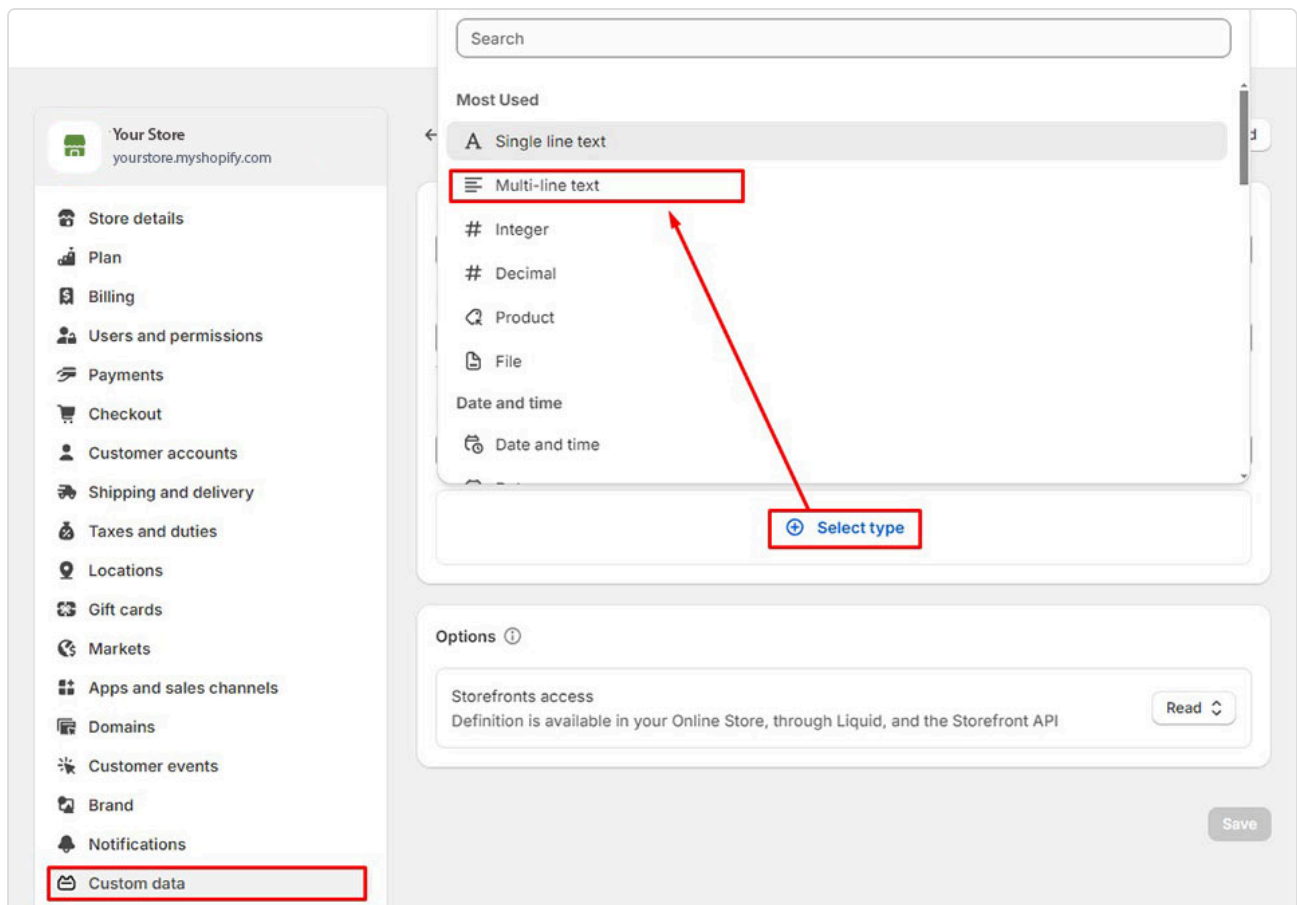 Search
Most Used
Single line text
Multi-line text
Integer
Decimal
Product
File
Date and time
Date and time
Select type
Your Store
yourstore.myshopify.com
Store details
Plan
Billing
Users and permissions
Payments
Checkout
Customer accounts
Shipping and delivery
Taxes and duties
Locations
Gift cards
Markets
Apps and sales channels
Domains
Customer events
Brand
Notifications
Custom data
Options
Storefronts access
Definition is available in your Online Store, through Liquid, and the Storefront API
Read
Save